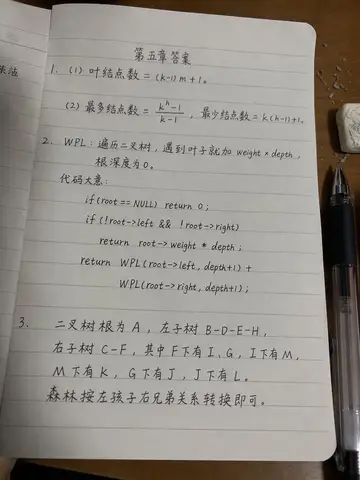 第五章答案
1. (1) 叶结点数 = (k-1)m+1。
(2) 最多结点数 = \frac{k^h-1}{k-1}，最少结点数 = k(h-1)+1。
2. WPL：遍历二叉树，遇到叶子就加 weight × depth，
根深度为0。
代码大意：
if(root == NULL) return 0;
if(!root→left && !root→right)
return root→weight * depth;
return WPL(root→left, depth+1) +
WPL(root→right, depth+1);
3. 二叉树根为 A，左子树 B-D-E-H，
右子树 C-F，其中 F下有 I、G，I下有M，
M下有K，G下有J，J下有L。
森林按左孩子右兄弟关系转换即可。